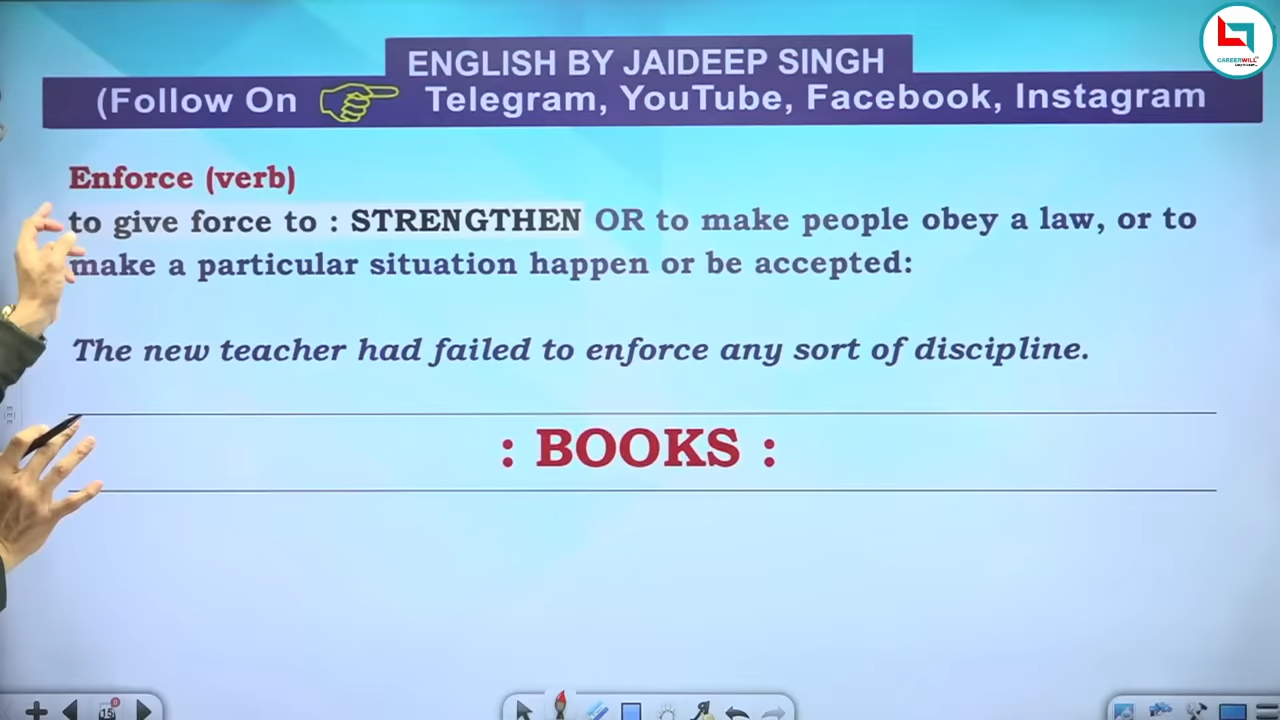 CAREERWILL
ENGLISH BY JAIDEEP SINGH
(Follow On Telegram, YouTube, Facebook, Instagram
Enforce (verb)
to give force to : STRENGTHEN OR to make people obey a law, or to
make a particular situation happen or be accepted:
The new teacher had failed to enforce any sort of discipline.
: BOOKS :
15